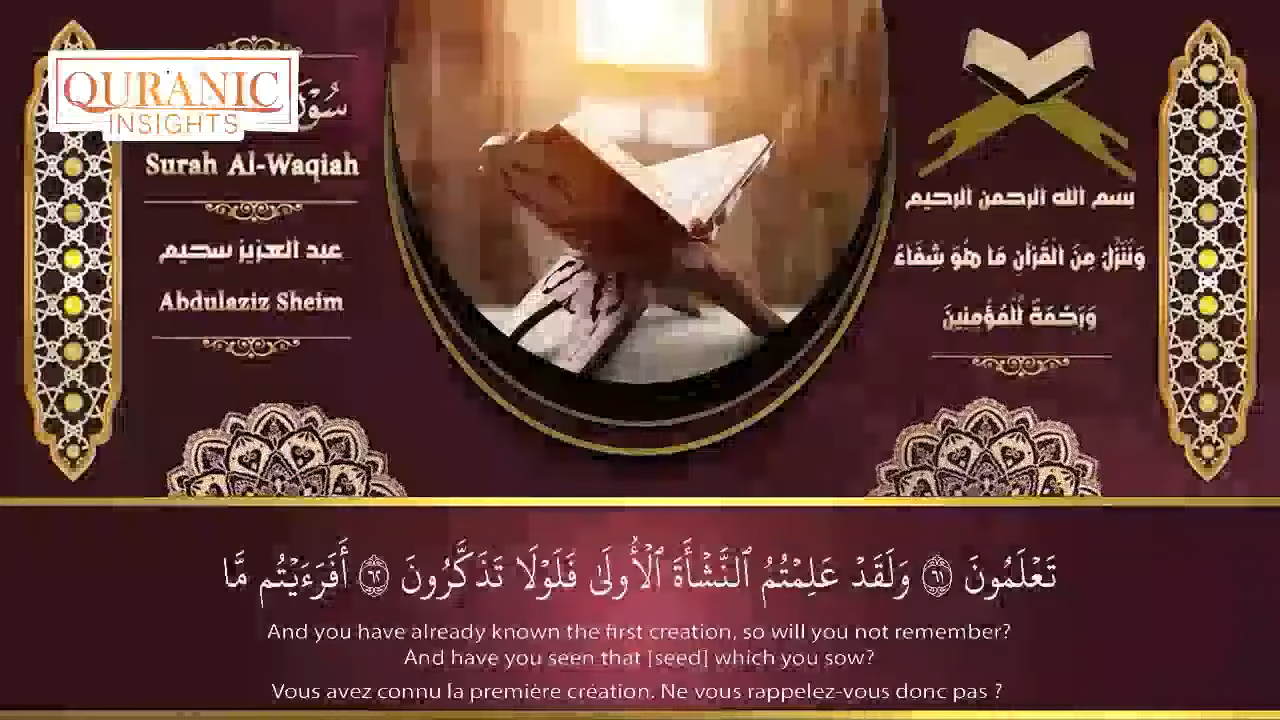 QURANIC
INSIGHTS
Surah Al-Waqiah
عبد العزيز سحيم
Abdulaziz Sheim
بسم الله الرحمن الرحيم
وَنُنَزِّلُ مِنَ الْقُرْآنِ مَا هُوَ شِفَاءٌ
وَرَحْمَةٌ لِّلْمُؤْمِنِينَ
تَعْلَمُونَ ۝٦١ وَلَقَدْ عَلِمْتُمُ ٱلنَّشْأَةَ ٱلْأُولَىٰ فَلَوْلَا تَذَكَّرُونَ ۝٦٢ أَفَرَءَيْتُم مَّا
And you have already known the first creation, so will you not remember?
And have you seen that [seed] which you sow?
Vous avez connu la première création. Ne vous rappelez-vous donc pas ?